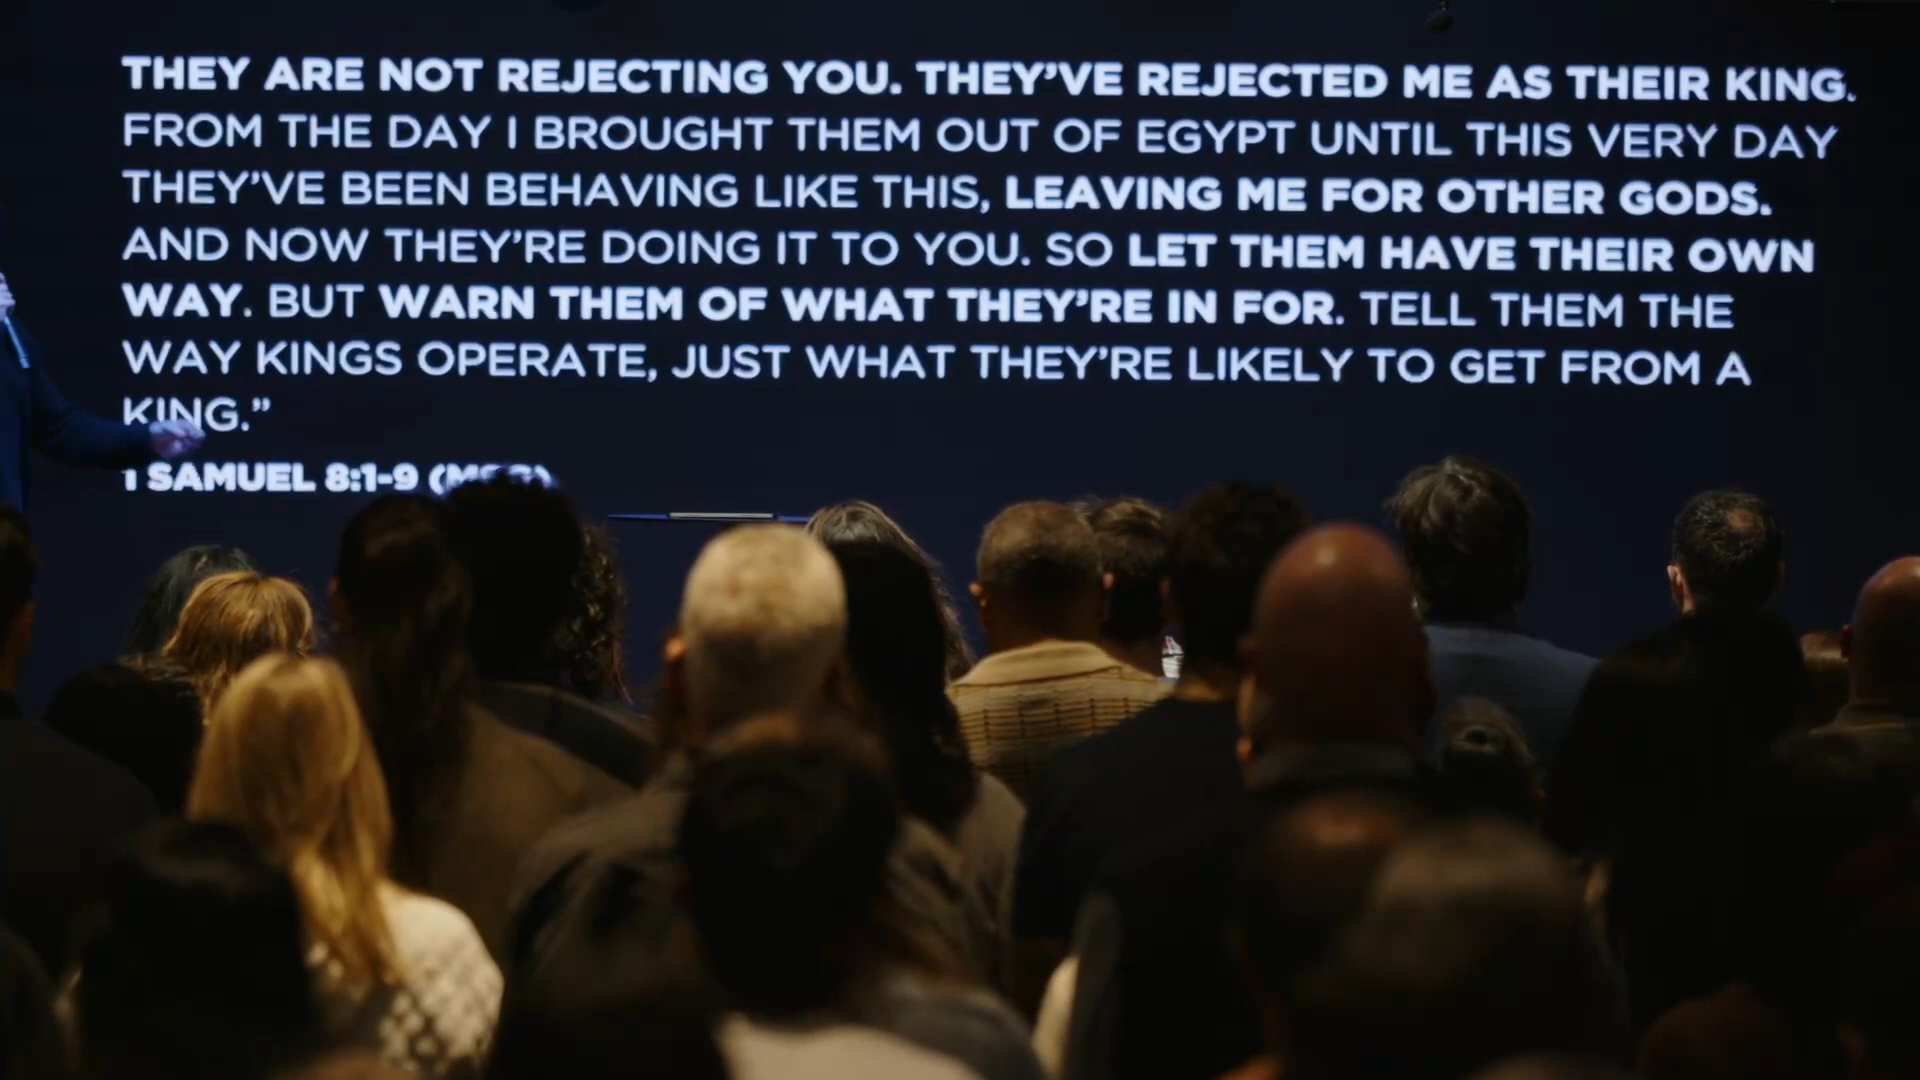 THEY ARE NOT REJECTING YOU. THEY'VE REJECTED ME AS THEIR KING.
FROM THE DAY I BROUGHT THEM OUT OF EGYPT UNTIL THIS VERY DAY
THEY'VE BEEN BEHAVING LIKE THIS, LEAVING ME FOR OTHER GODS.
AND NOW THEY'RE DOING IT TO YOU. SO LET THEM HAVE THEIR OWN
WAY. BUT WARN THEM OF WHAT THEY'RE IN FOR. TELL THEM THE
WAY KINGS OPERATE, JUST WHAT THEY'RE LIKELY TO GET FROM A
KING.”
1 SAMUEL 8:1-9